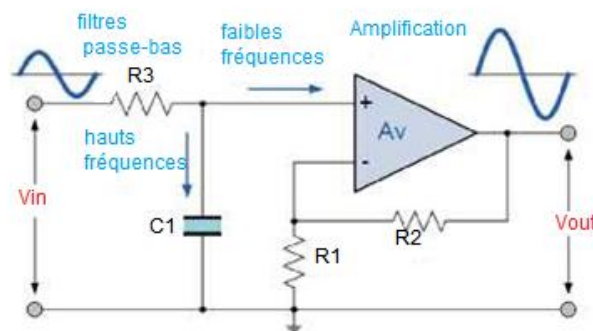 filtres
passe-bas
faibles
fréquences
Amplification
R3
hauts
fréquences
+
Av
-
Vin
C1
R1
R2
Vout